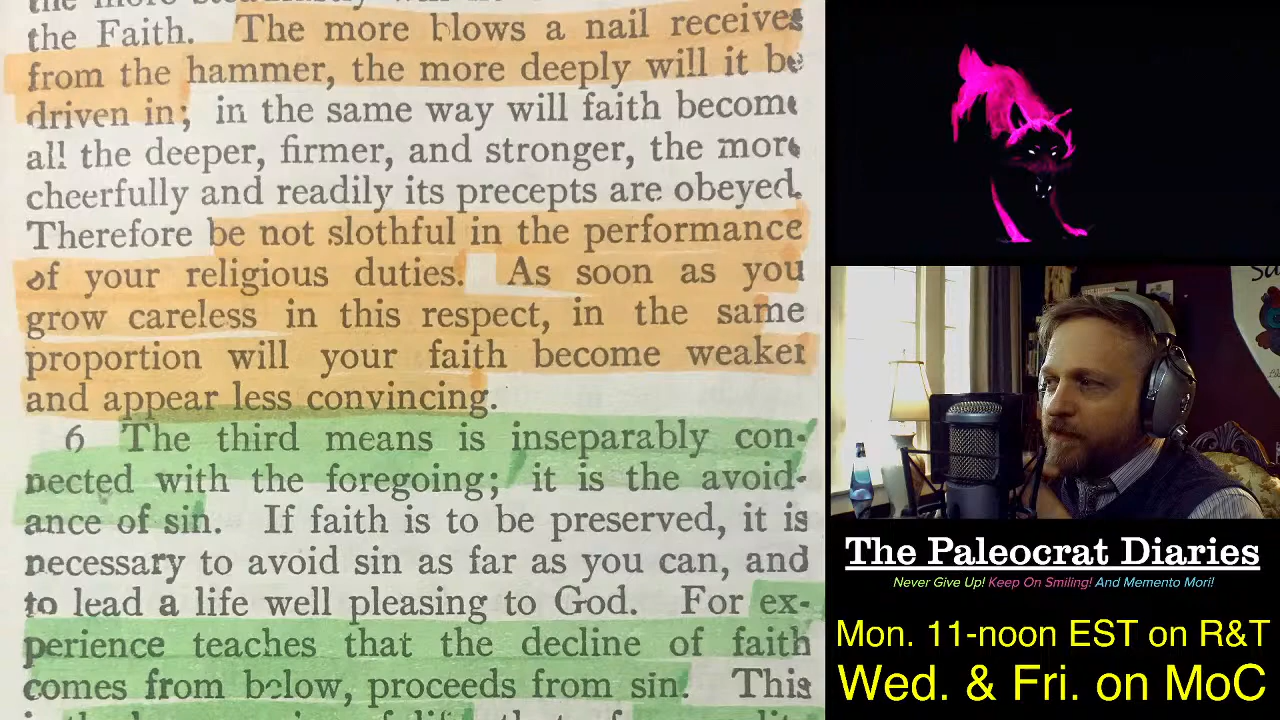 the Faith. The more blows a nail receives
from the hammer, the more deeply will it be
driven in; in the same way will faith become
all the deeper, firmer, and stronger, the more
cheerfully and readily its precepts are obeyed.
Therefore be not slothful in the performance
of your religious duties. As soon as you
grow careless in this respect, in the same
proportion will your faith become weaker
and appear less convincing.
6 The third means is inseparably con-
nected with the foregoing; it is the avoid-
ance of sin. If faith is to be preserved, it is
necessary to avoid sin as far as you can, and
to lead a life well pleasing to God. For ex-
perience teaches that the decline of faith
comes from below, proceeds from sin. This
The Paleocrat Diaries
Never Give Up! Keep On Smiling! And Memento Mori!
Mon. 11-noon EST on R&T
Wed. & Fri. on MoC